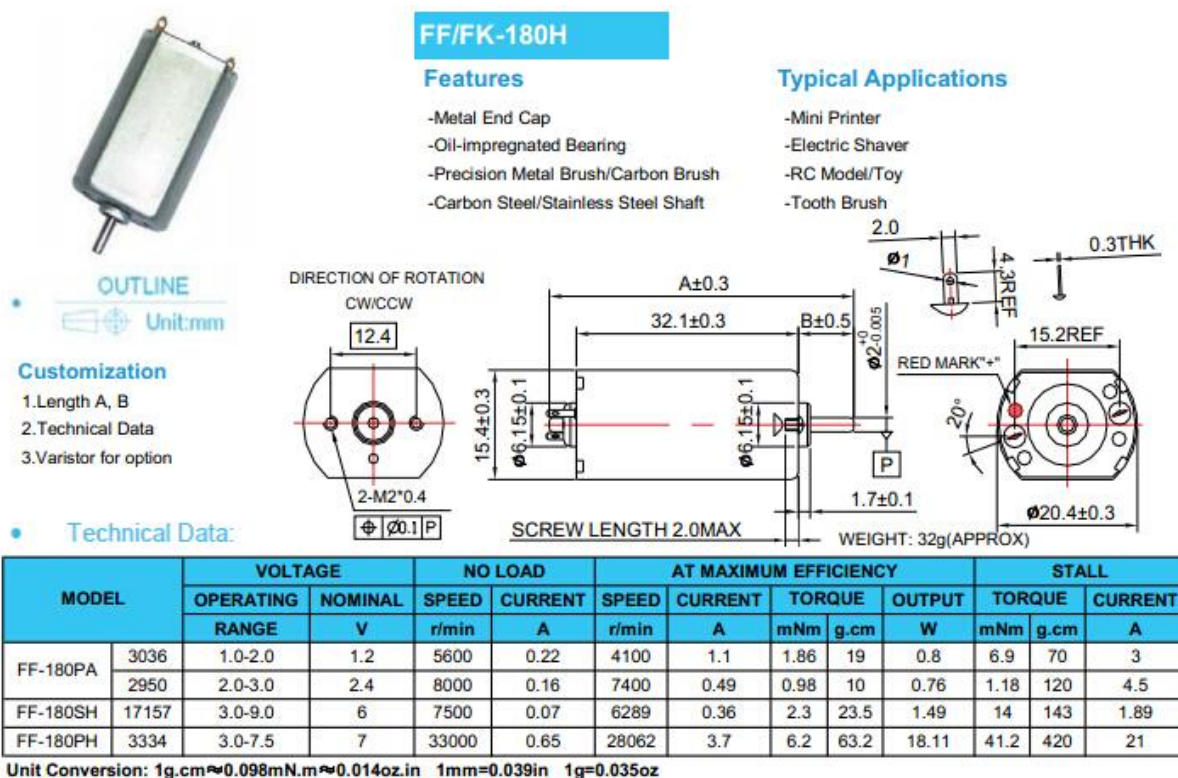 FF/FK-180H
Features
-Metal End Cap
-Oil-impregnated Bearing
-Precision Metal Brush/Carbon Brush
-Carbon Steel/Stainless Steel Shaft
Typical Applications
-Mini Printer
-Electric Shaver
-RC Model/Toy
-Tooth Brush
OUTLINE
Unit:mm
Customization
1.Length A, B
2.Technical Data
3.Varistor for option
DIRECTION OF ROTATION
CW/CCW
12.4
2-M2*0.4
Ø0.1 P
A±0.3
32.1±0.3
B±0.5
Ø2 +0 -0.005
15.4±0.3
Ø6.15±0.1
Ø6.15±0.1
P
1.7±0.1
SCREW LENGTH 2.0MAX
WEIGHT: 32g(APPROX)
2.0
Ø1
4.3REF
0.3THK
15.2REF
RED MARK"+"
20°
Ø20.4±0.3
Technical Data:
MODEL VOLTAGE NO LOAD AT MAXIMUM EFFICIENCY STALL
OPERATING NOMINAL SPEED CURRENT SPEED CURRENT TORQUE OUTPUT TORQUE CURRENT
RANGE V r/min A r/min A mNm g.cm W mNm g.cm A
FF-180PA 3036 1.0-2.0 1.2 5600 0.22 4100 1.1 1.86 19 0.8 6.9 70 3
2950 2.0-3.0 2.4 8000 0.16 7400 0.49 0.98 10 0.76 1.18 120 4.5
FF-180SH 17157 3.0-9.0 6 7500 0.07 6289 0.36 2.3 23.5 1.49 14 143 1.89
FF-180PH 3334 3.0-7.5 7 33000 0.65 28062 3.7 6.2 63.2 18.11 41.2 420 21
Unit Conversion: 1g.cm≈0.098mN.m≈0.014oz.in 1mm=0.039in 1g=0.035oz